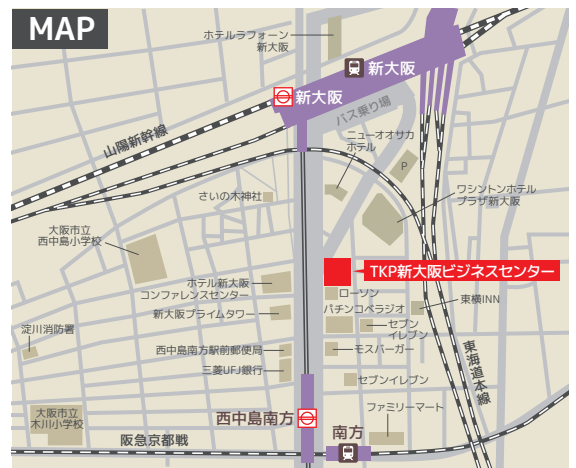 MAP
ホテルラフォーン
新大阪
新大阪
新大阪
バス乗り場
山陽新幹線
ニューオオサカ
ホテル
P
さいの木神社
ワシントンホテル
プラザ新大阪
大阪市立
西中島小学校
TKP新大阪ビジネスセンター
ホテル新大阪
コンファレンスセンター
ローソン
パチンコベラジオ
東横INN
新大阪プライムタワー
セブン
イレブン
淀川消防署
西中島南方駅前郵便局
モスバーガー
三菱UFJ銀行
東海道本線
セブンイレブン
大阪市立
木川小学校
西中島南方
ファミリーマート
南方
阪急京都戦